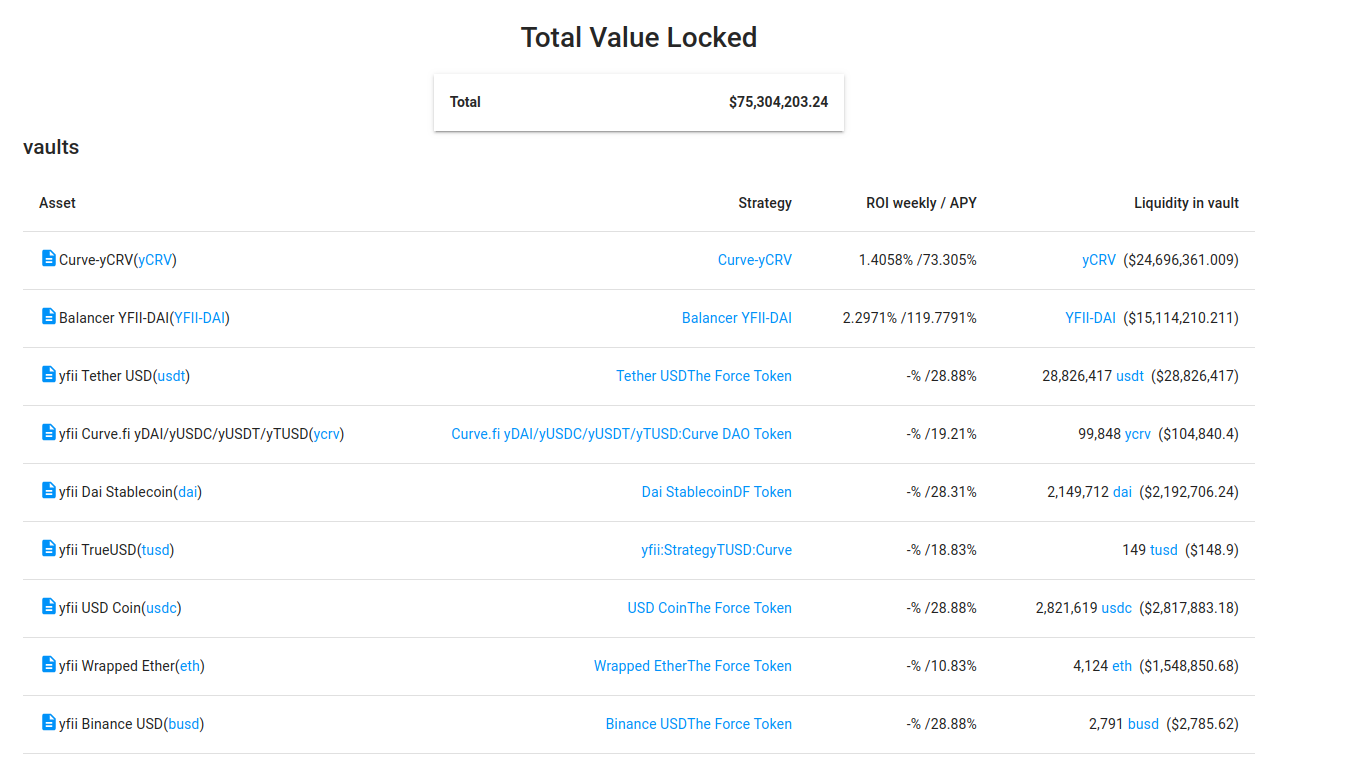 Total Value Locked
Total $75,304,203.24
vaults
Asset Strategy ROI weekly / APY Liquidity in vault
Curve-yCRV(yCRV) Curve-yCRV 1.4058% /73.305% yCRV ($24,696,361.009)
Balancer YFII-DAI(YFII-DAI) Balancer YFII-DAI 2.2971% /119.7791% YFII-DAI ($15,114,210.211)
yfii Tether USD(usdt) Tether USDThe Force Token -% /28.88% 28,826,417 usdt ($28,826,417)
yfii Curve.fi yDAI/yUSDC/yUSDT/yTUSD(ycrv) Curve.fi yDAI/yUSDC/yUSDT/yTUSD:Curve DAO Token -% /19.21% 99,848 ycrv ($104,840.4)
yfii Dai Stablecoin(dai) Dai StablecoinDF Token -% /28.31% 2,149,712 dai ($2,192,706.24)
yfii TrueUSD(tusd) yfii:StrategyTUSD:Curve -% /18.83% 149 tusd ($148.9)
yfii USD Coin(usdc) USD CoinThe Force Token -% /28.88% 2,821,619 usdc ($2,817,883.18)
yfii Wrapped Ether(eth) Wrapped EtherThe Force Token -% /10.83% 4,124 eth ($1,548,850.68)
yfii Binance USD(busd) Binance USDThe Force Token -% /28.88% 2,791 busd ($2,785.62)